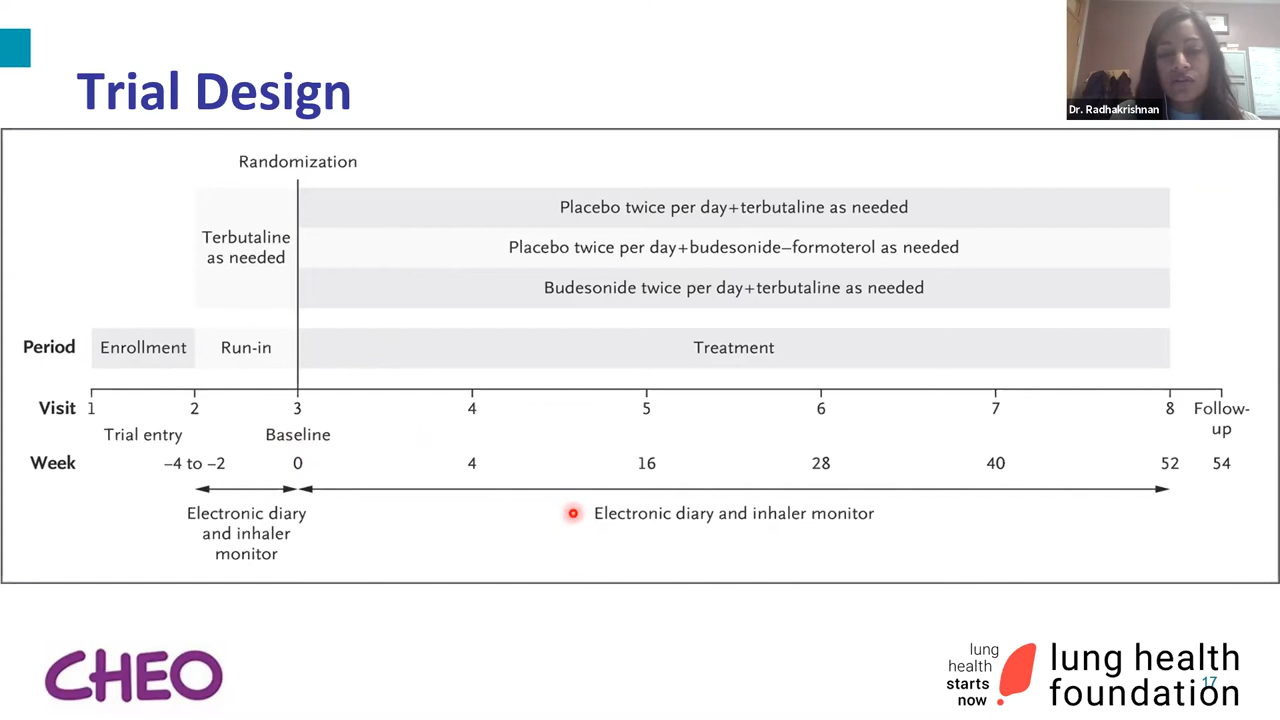 Trial Design
Dr. Radhakrishnan
Randomization
Terbutaline
as needed
Placebo twice per day+terbutaline as needed
Placebo twice per day+budesonide–formoterol as needed
Budesonide twice per day+terbutaline as needed
Period Enrollment Run-in Treatment
Visit 1 2 3 4 5 6 7 8 Follow-
up
Trial entry Baseline
Week –4 to –2 0 4 16 28 40 52 54
Electronic diary
and inhaler
monitor
Electronic diary and inhaler monitor
CHEO
lung
health
starts
now
lung health
foundation
17